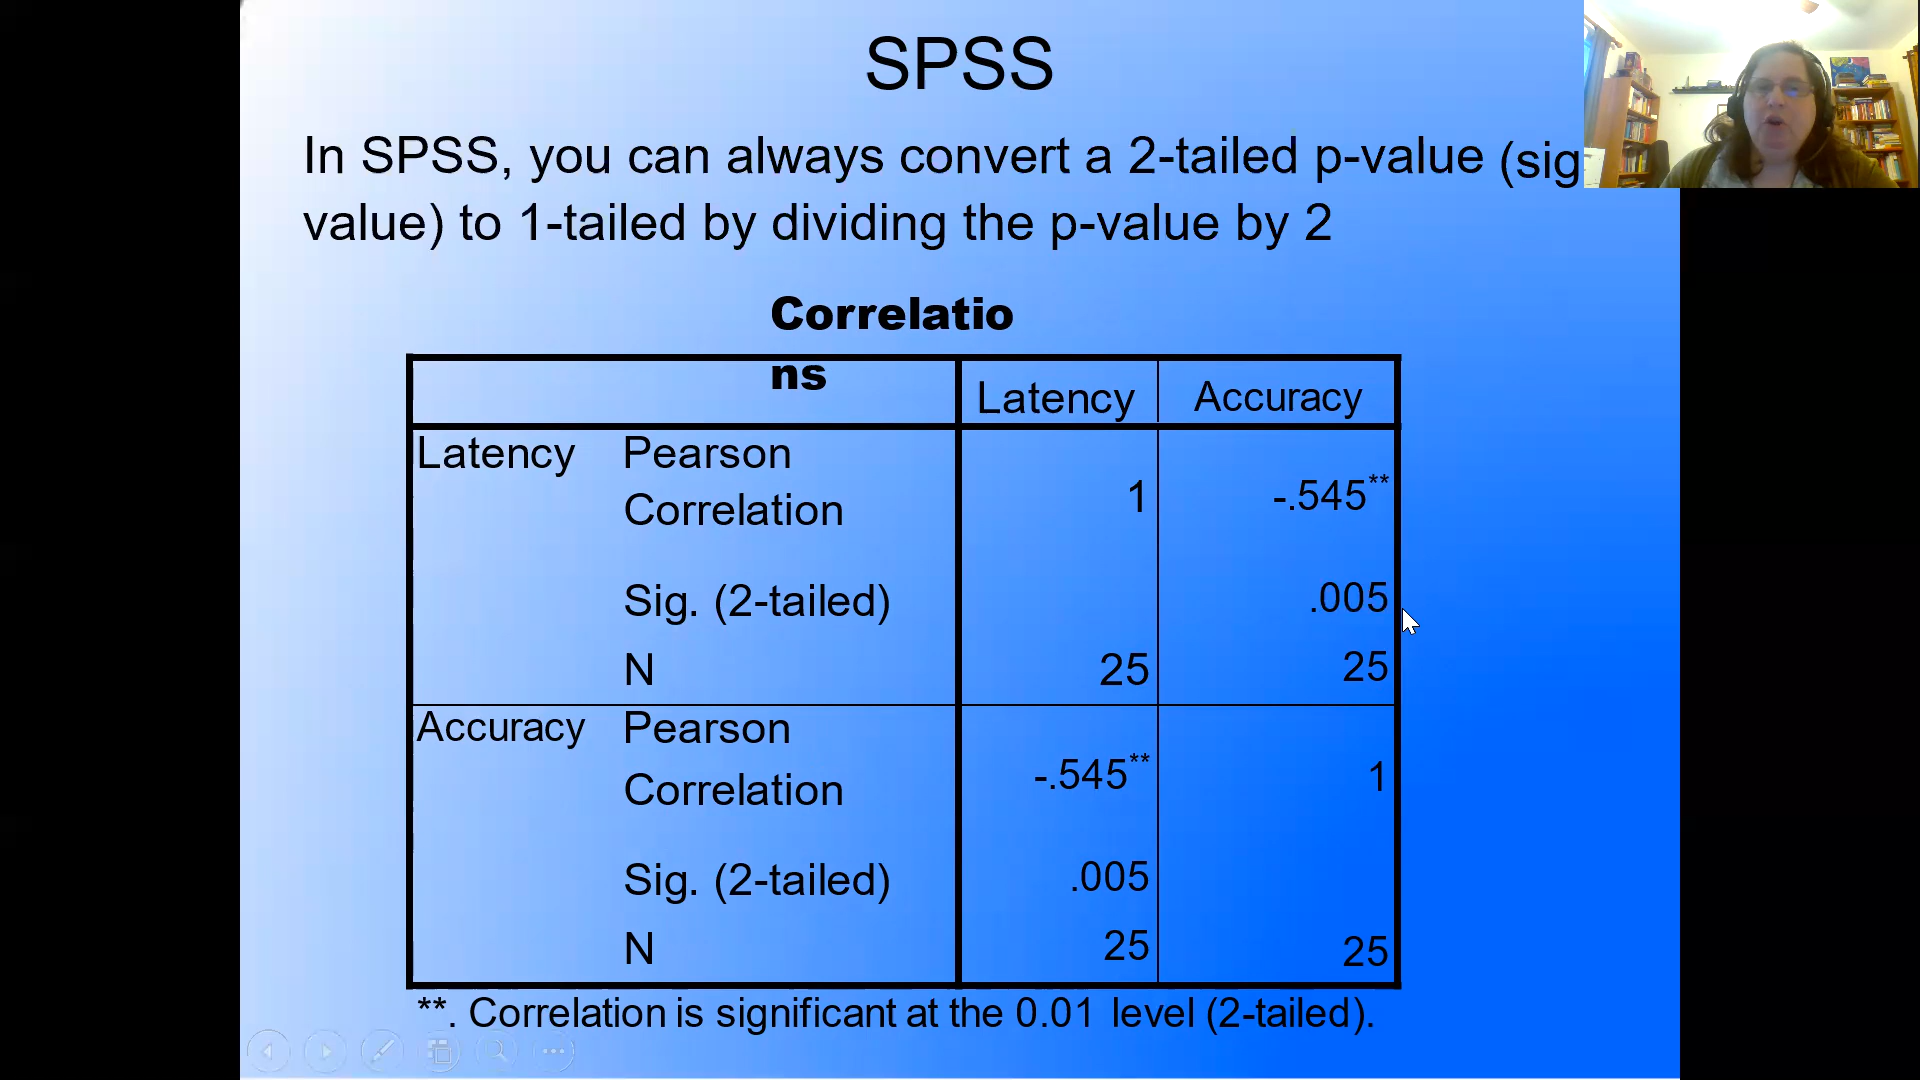 SPSS
In SPSS, you can always convert a 2-tailed p-value (sig
value) to 1-tailed by dividing the p-value by 2
Correlatio
ns
Latency Accuracy
Latency Pearson
Correlation 1 -.545**
Sig. (2-tailed) .005
N 25 25
Accuracy Pearson
Correlation -.545** 1
Sig. (2-tailed) .005
N 25 25
**. Correlation is significant at the 0.01 level (2-tailed).